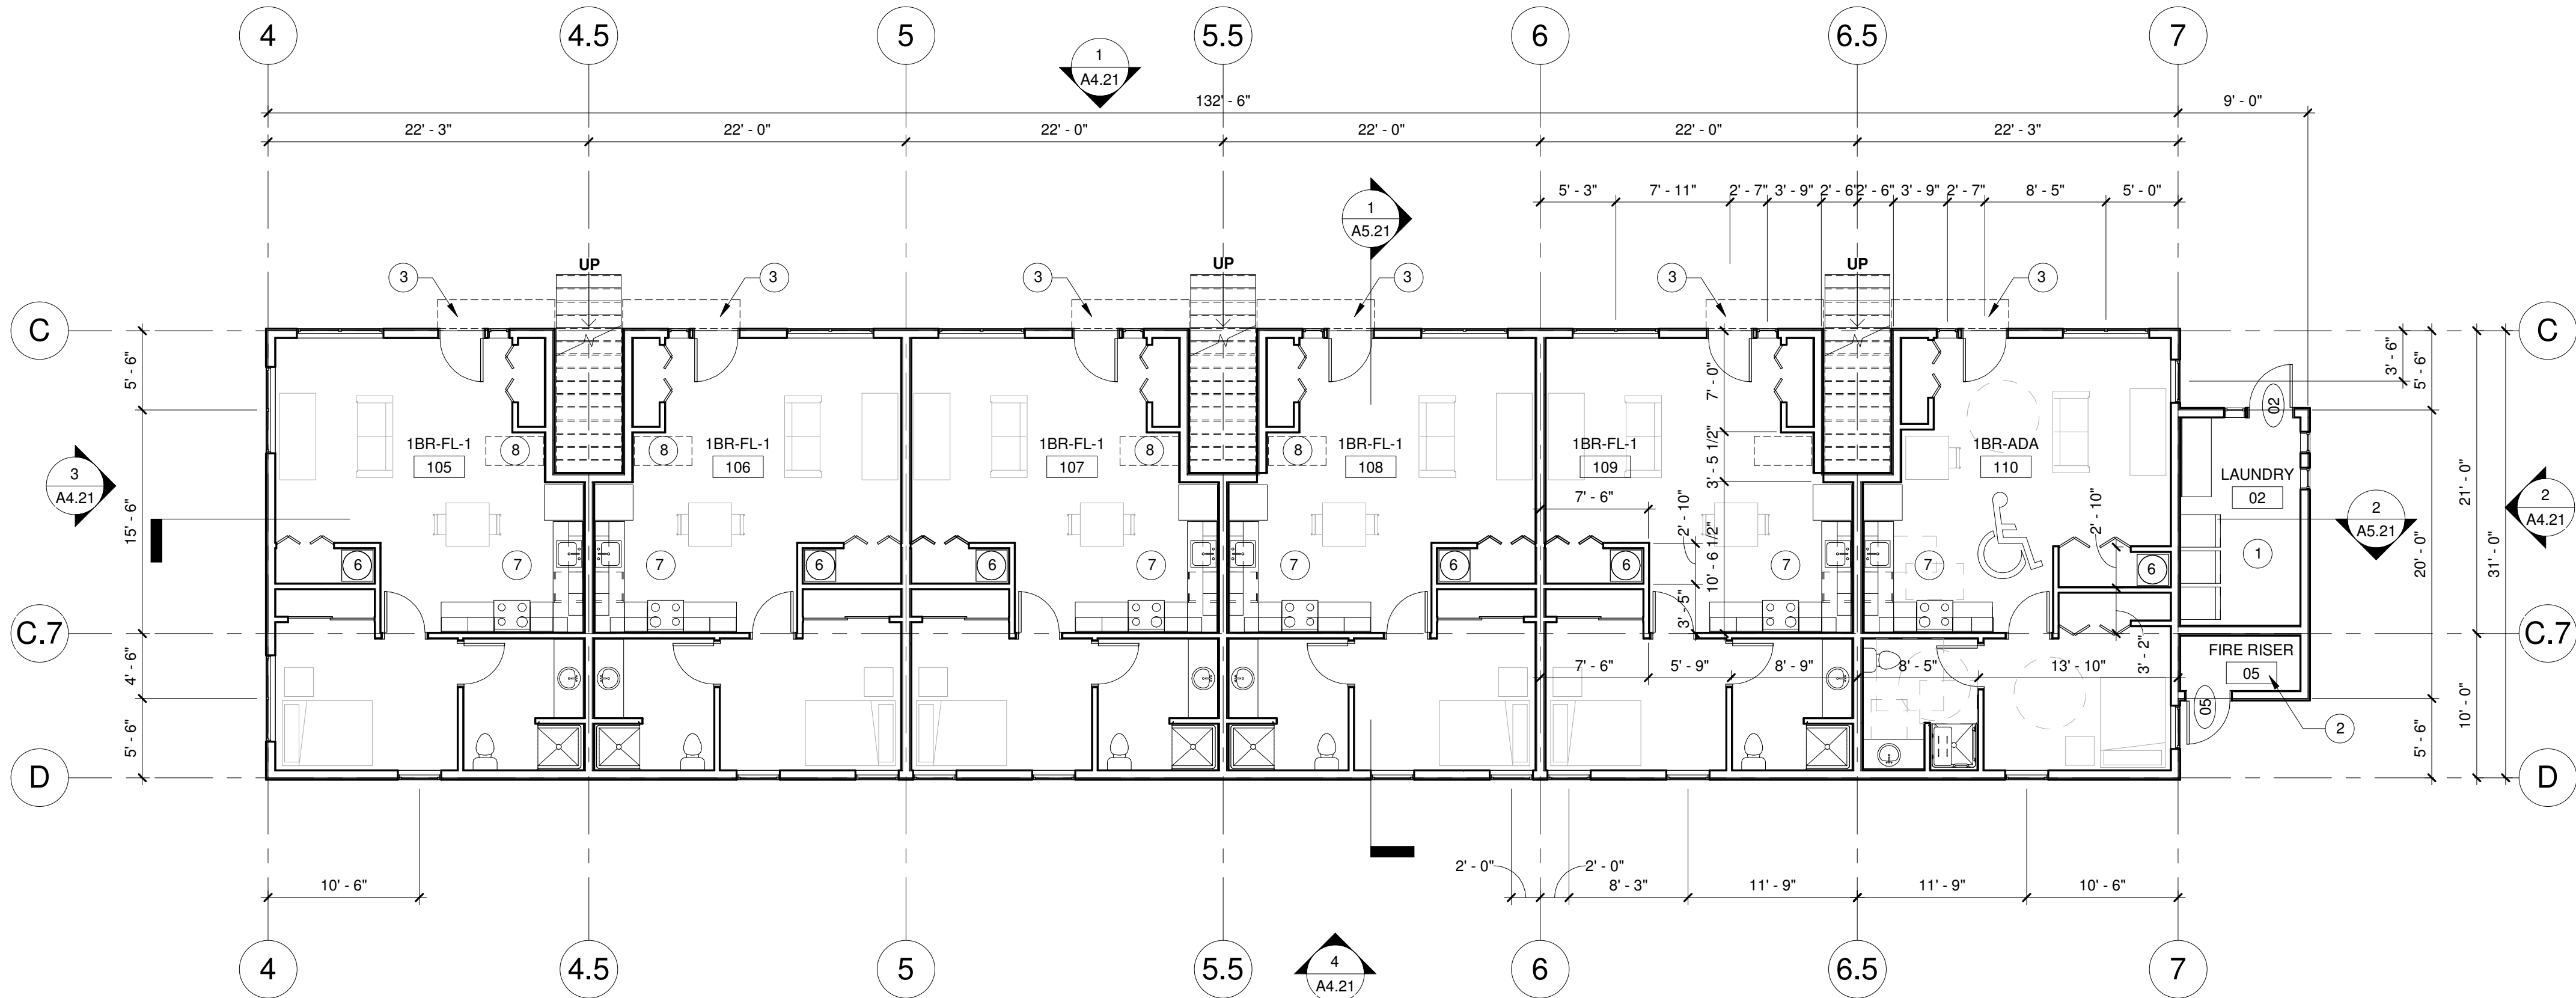 4 4.5 5 5.5 6 6.5 7
1
A4.21
132' - 6" 9' - 0"
22' - 3" 22' - 0" 22' - 0" 22' - 0" 22' - 0" 22' - 3"
5' - 3" 7' - 11" 2' - 7" 3' - 9" 2' - 6" 2' - 6" 3' - 9" 2' - 7" 8' - 5" 5' - 0"
1
A5.21
UP UP UP
3 3 3 3 3 3
C C
5' - 6" 7' - 0" 3' - 6" 5' - 6"
02
1BR-FL-1 1BR-FL-1 1BR-FL-1 1BR-FL-1 1BR-FL-1 1BR-ADA
8 8 8 8
105 106 107 108 109 110
3' - 5 1/2"
LAUNDRY
02
3
A4.21
15' - 6" 7' - 6" 2' - 10" 2' - 10" 21' - 0" 20' - 0" 31' - 0"
2
A5.21
2
A4.21
10' - 6 1/2"
1
7 7 7 7 7 7
6 6 6 6 6 6
3' - 5"
C.7 C.7
4' - 6" 3' - 2"
FIRE RISER
05
7' - 6" 5' - 9" 8' - 9" 8' - 5" 13' - 10"
05
2
5' - 6" 10' - 0" 5' - 6"
D D
2' - 0" 2' - 0"
10' - 6" 8' - 3" 11' - 9" 11' - 9" 10' - 6"
4 4.5 5 5.5 6 6.5 7
4
A4.21